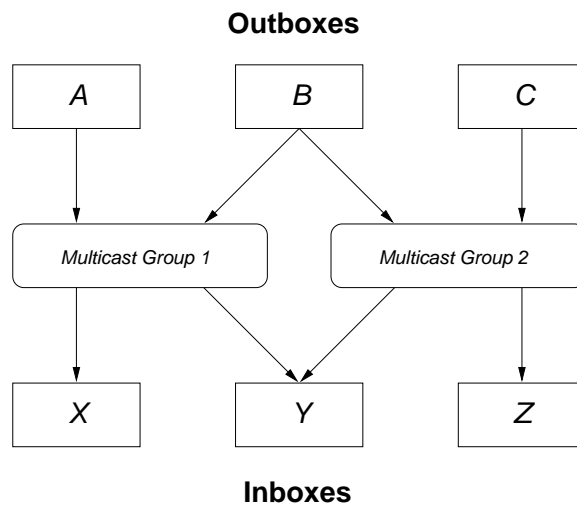 Outboxes
A
B
C
Multicast Group 1
Multicast Group 2
X
Y
Z
Inboxes